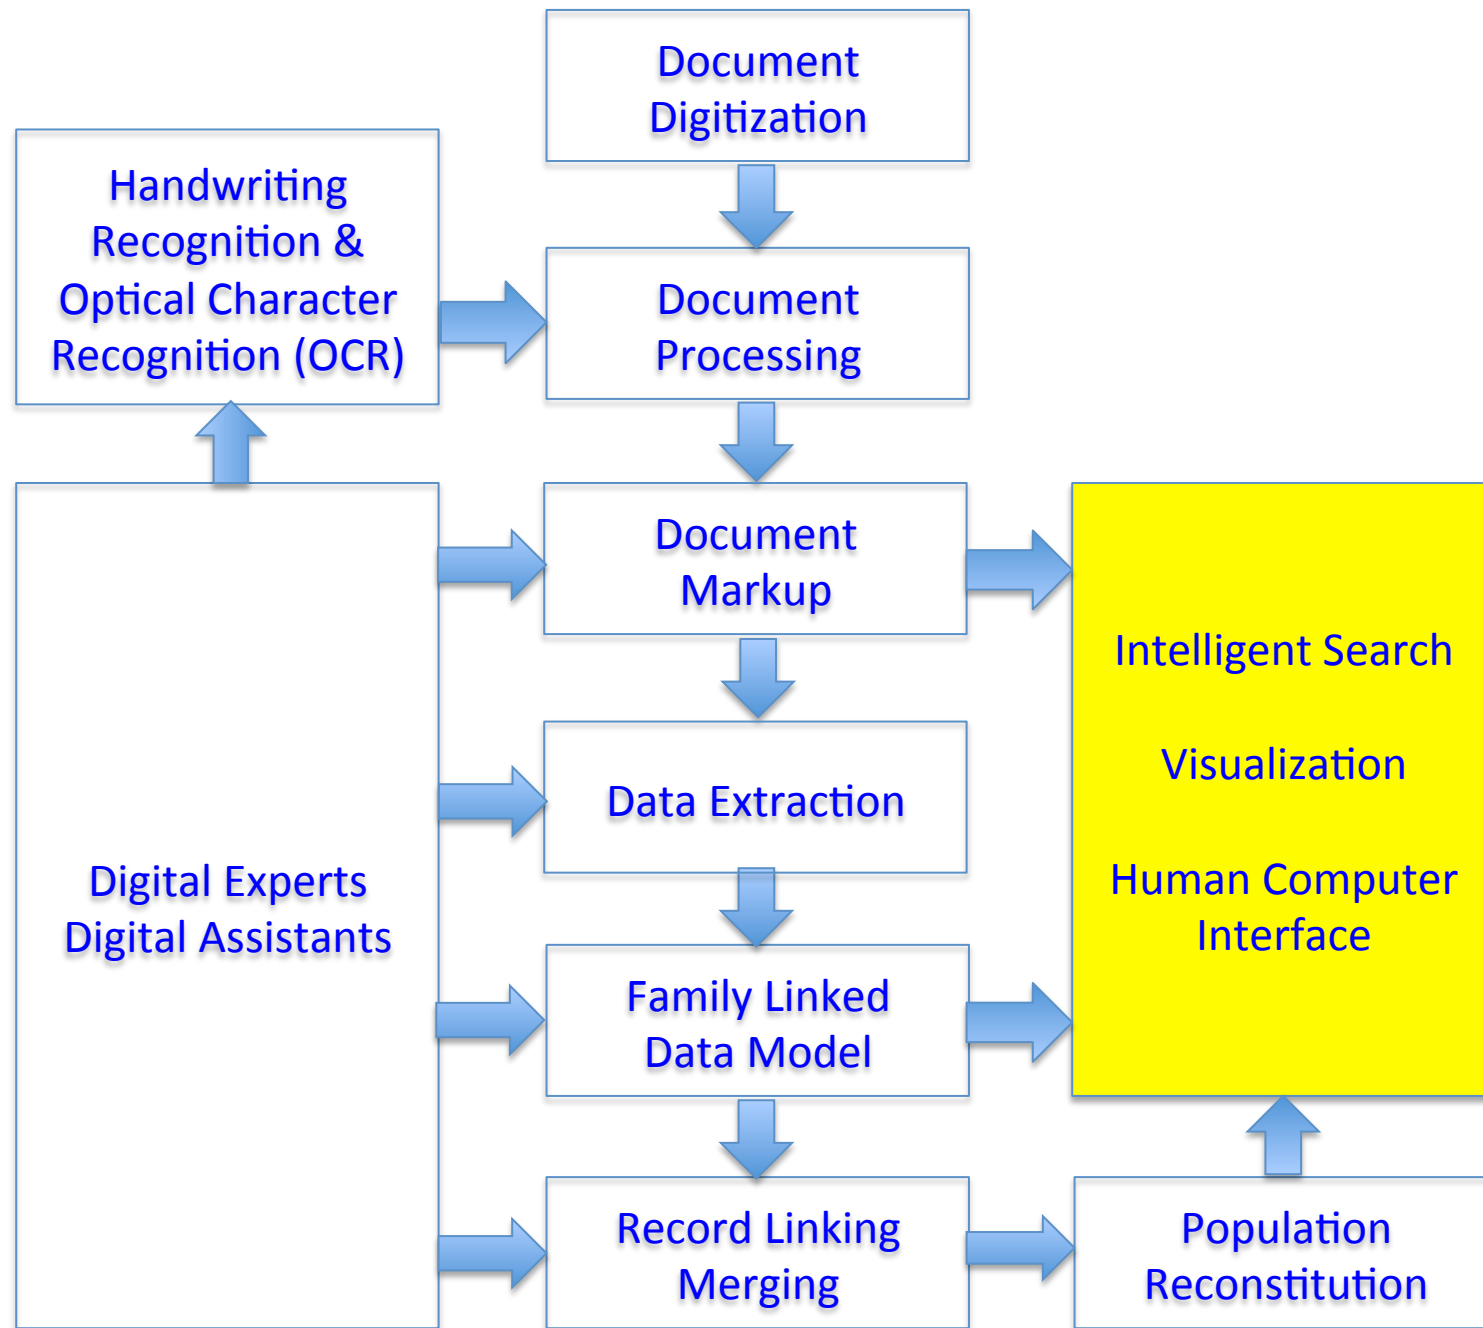 Document
Digitization
Handwriting
Recognition &
Optical Character
Recognition (OCR)
Document
Processing
Document
Markup
Intelligent Search
Visualization
Human Computer
Interface
Data Extraction
Digital Experts
Digital Assistants
Family Linked
Data Model
Record Linking
Merging
Population
Reconstitution